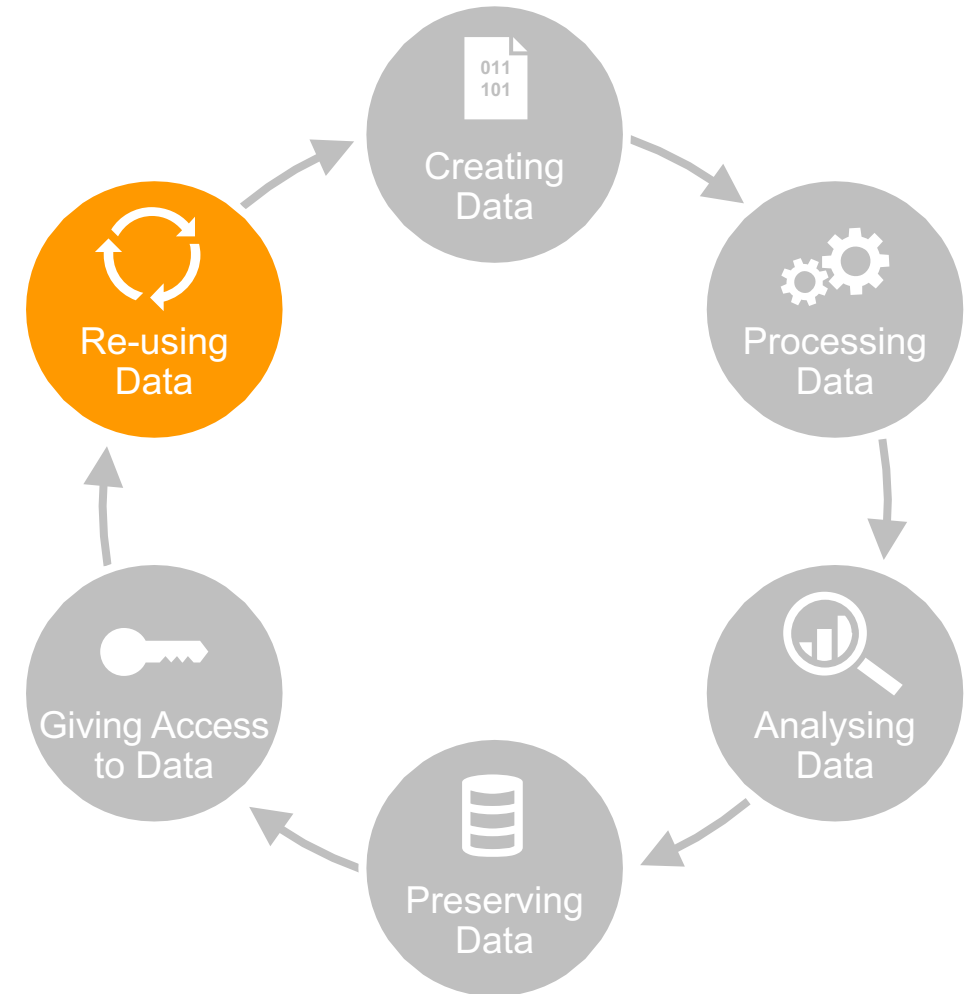 011
101
Creating
Data
Processing
Data
Analysing
Data
Preserving
Data
Giving Access
to Data
Re-using
Data